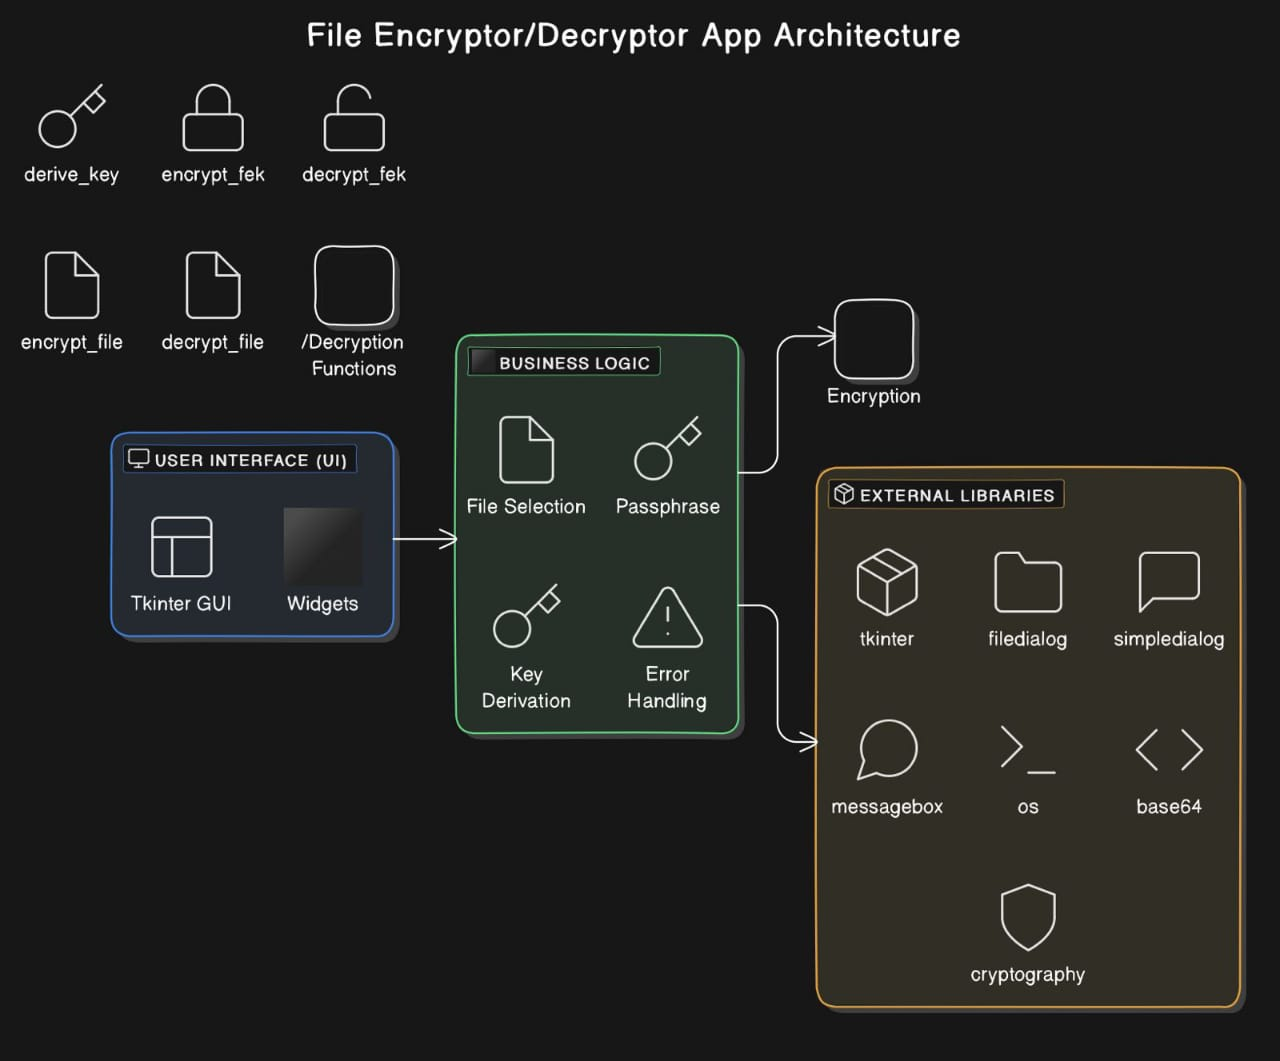 File Encryptor/Decryptor App Architecture
derive_key
encrypt_fek
decrypt_fek
encrypt_file
decrypt_file
/Decryption
Functions
USER INTERFACE (UI)
Tkinter GUI
Widgets
BUSINESS LOGIC
File Selection
Passphrase
Key
Derivation
Error
Handling
Encryption
EXTERNAL LIBRARIES
tkinter
filedialog
simpledialog
messagebox
os
base64
cryptography